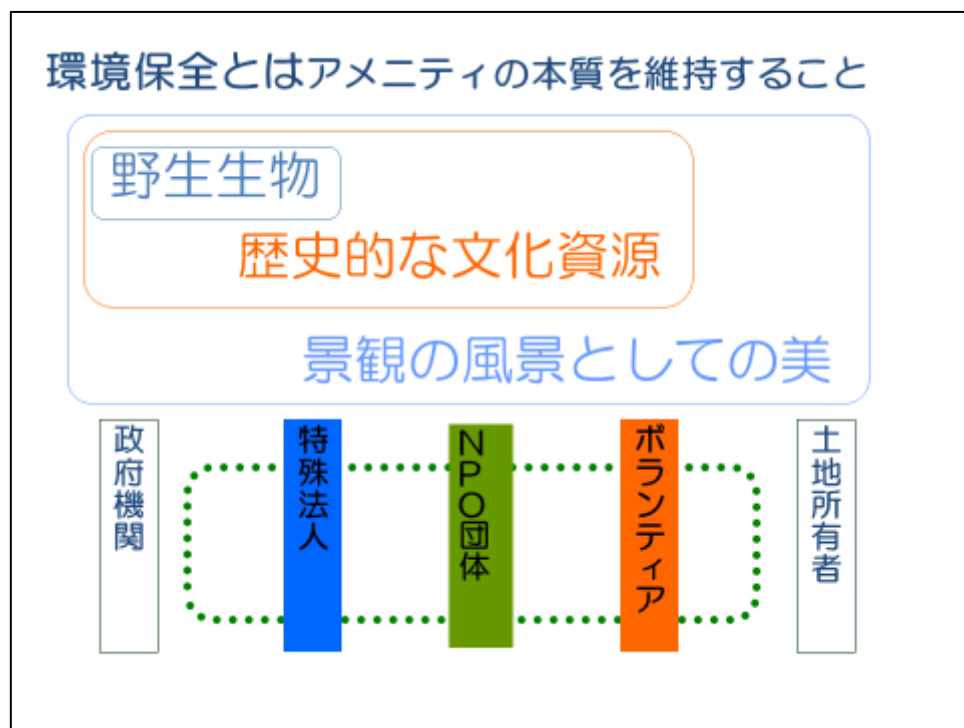 環境保全とはアメニティの本質を維持すること
野生生物
歴史的な文化資源
景観の風景としての美
政府機関
特殊法人
NPO団体
ボランティア
土地所有者